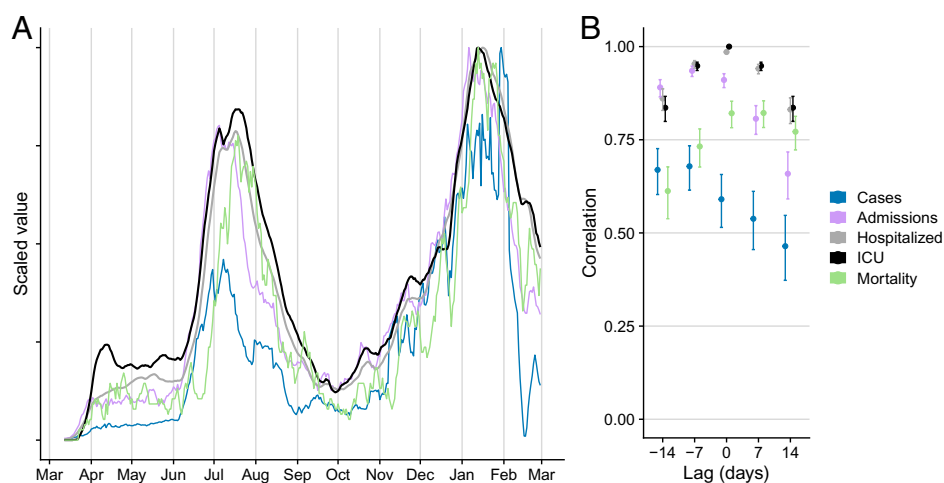 A
Scaled value
Mar Apr May Jun Jul Aug Sep Oct Nov Dec Jan Feb Mar
B
Correlation
1.00
0.75
0.50
0.25
0.00
−14 −7 0 7 14
Lag (days)
Cases
Admissions
Hospitalized
ICU
Mortality